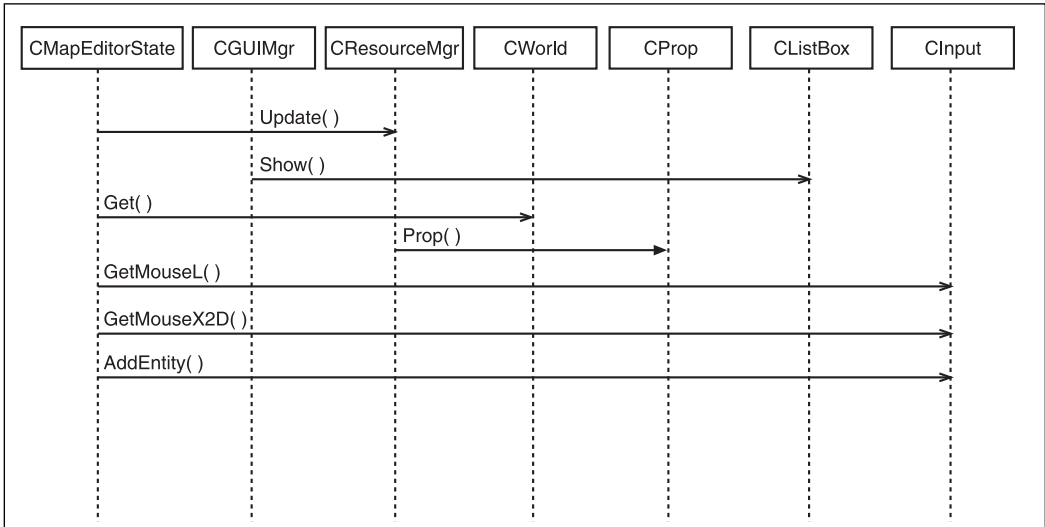 CMapEditorState
CGUIMgr
CResourceMgr
CWorld
CProp
CListBox
CInput
Update( )
Show( )
Get( )
Prop( )
GetMouseL( )
GetMouseX2D( )
AddEntity( )